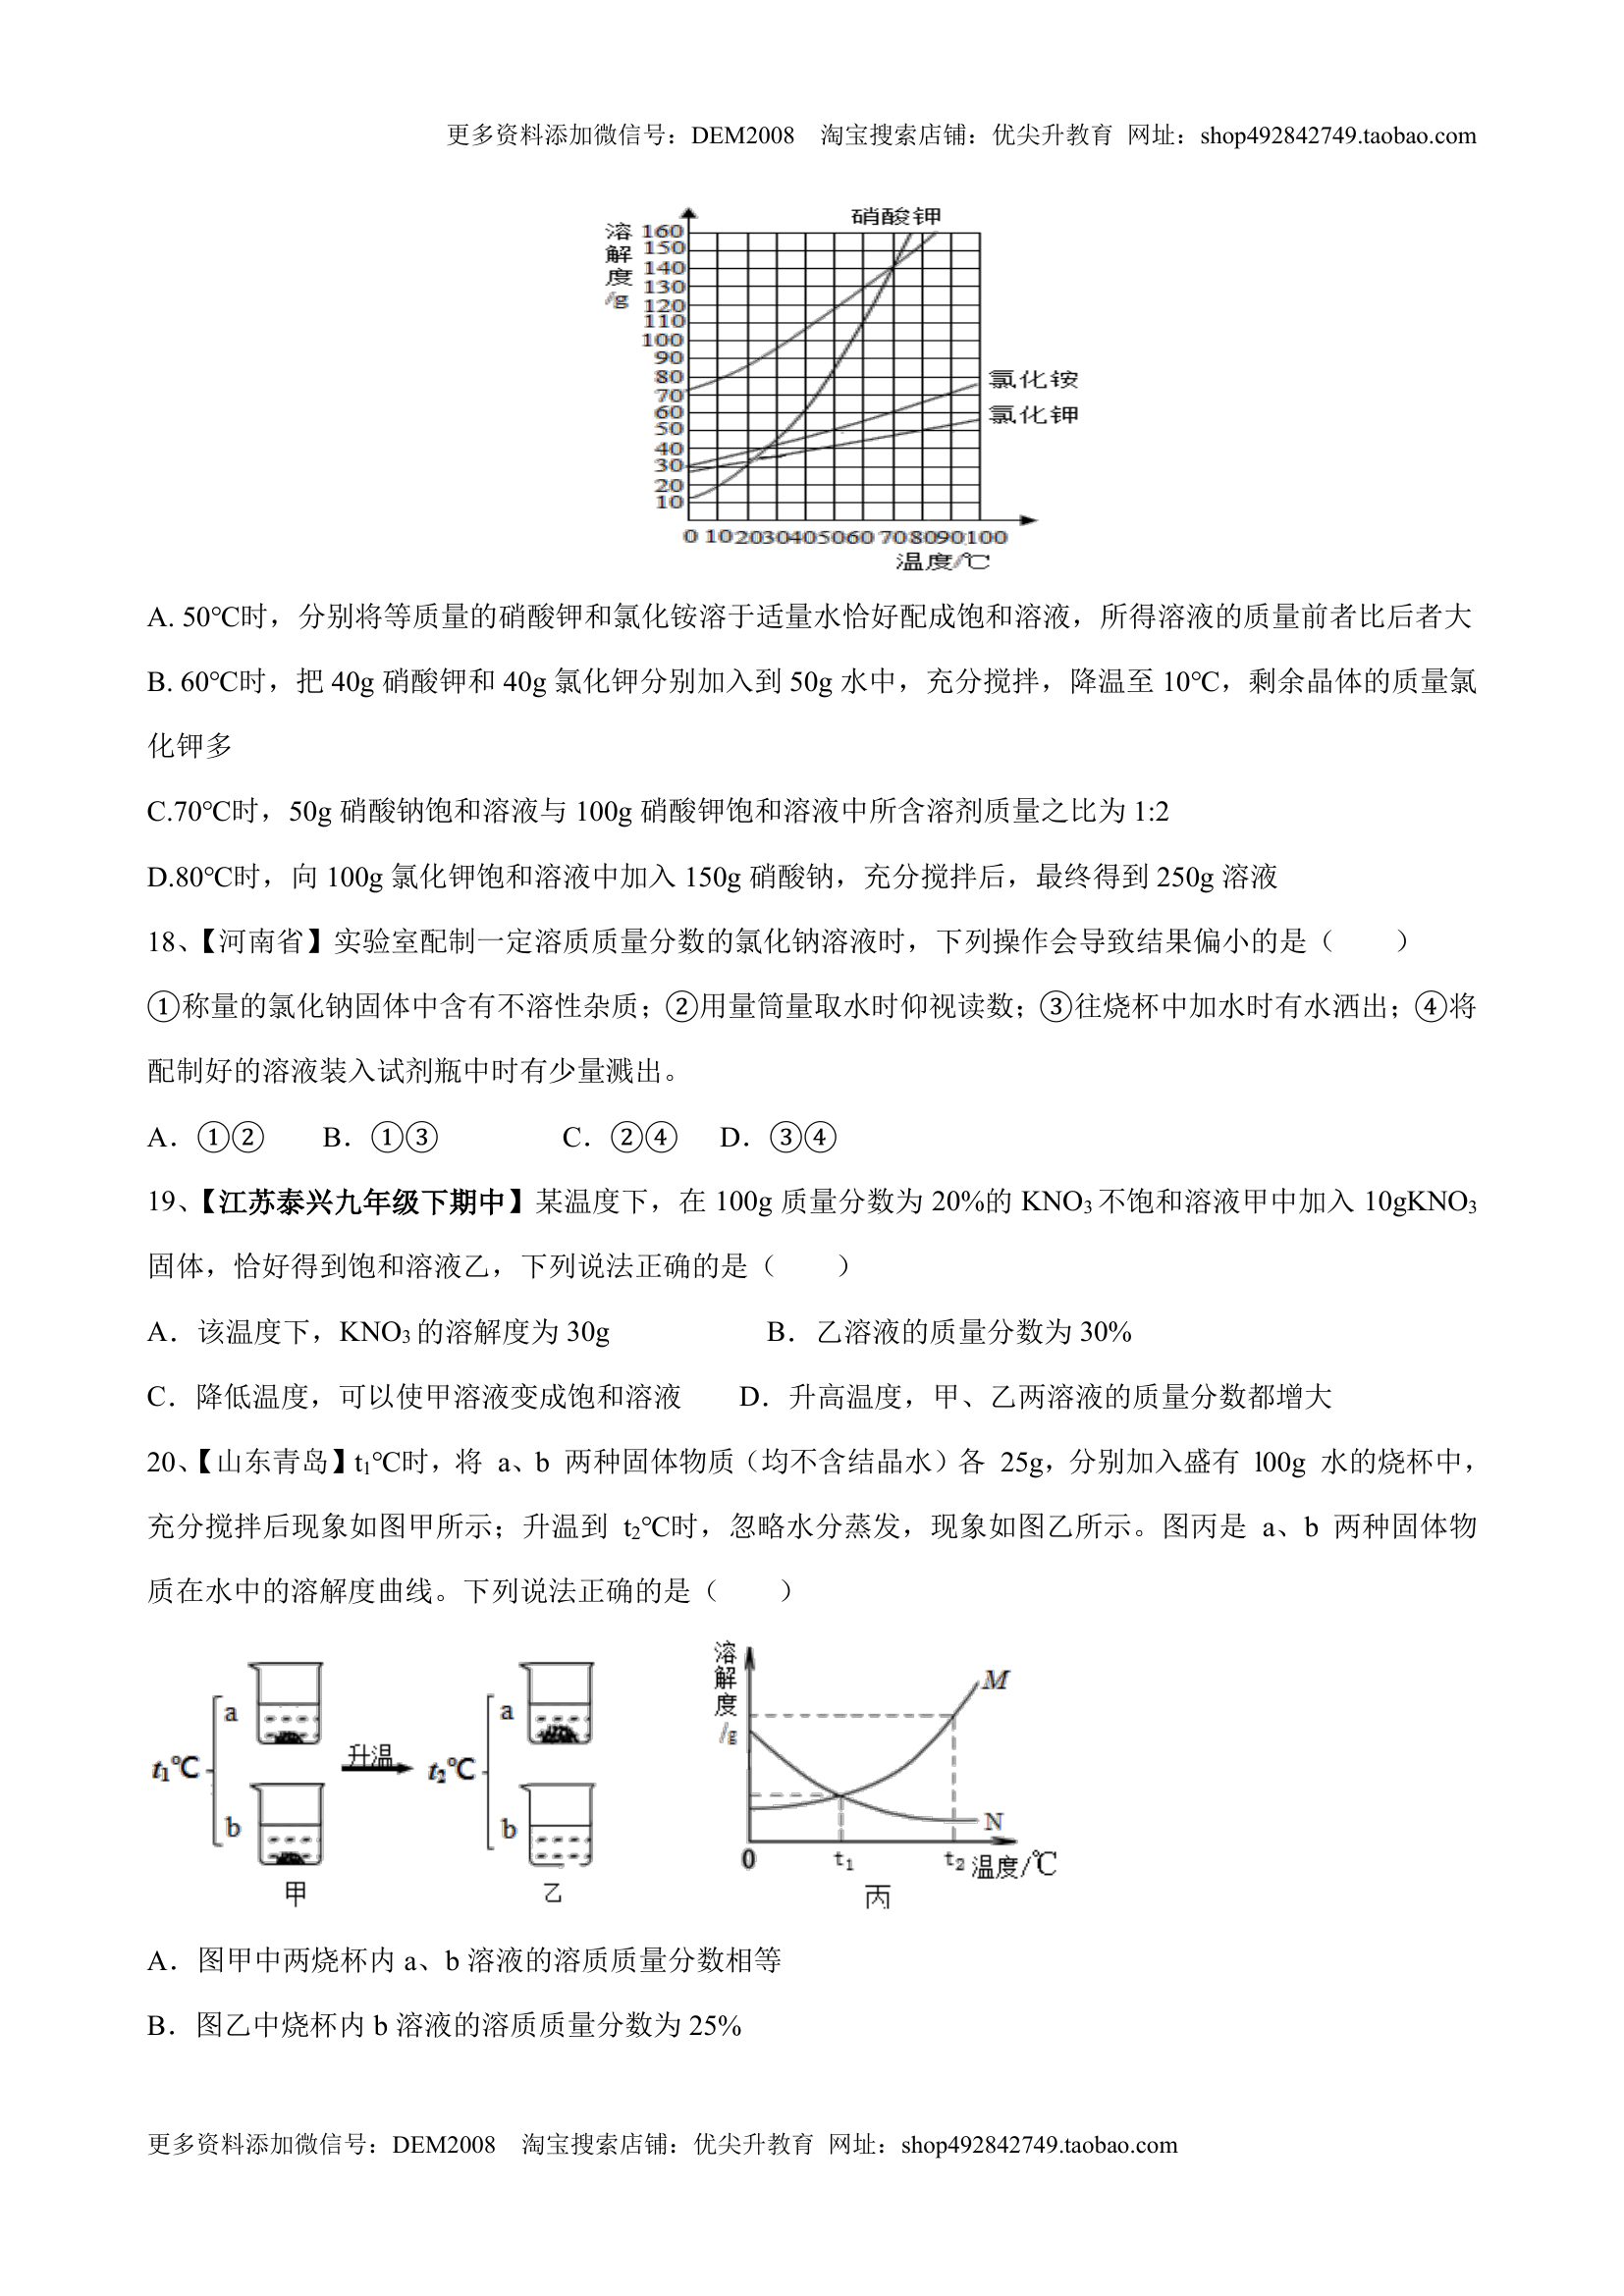 更多资料添加微信号：DEM2008 淘宝搜索店铺：优尖升教育 网址：shop492842749.taobao.com
硝酸钾
溶解度/g
160
150
140
130
120
110
100
90
80
70
60
50
40
30
20
10
氯化铵
氯化钾
0 10 20 30 40 50 60 70 80 90 100
温度/℃
A. 50℃时，分别将等质量的硝酸钾和氯化铵溶于适量水恰好配成饱和溶液，所得溶液的质量前者比后者大
B. 60℃时，把 40g 硝酸钾和 40g 氯化钾分别加入到 50g 水中，充分搅拌，降温至 10℃，剩余晶体的质量氯
化钾多
C.70℃时，50g 硝酸钠饱和溶液与 100g 硝酸钾饱和溶液中所含溶剂质量之比为 1:2
D.80℃时，向 100g 氯化钾饱和溶液中加入 150g 硝酸钠，充分搅拌后，最终得到 250g 溶液
18、【河南省】实验室配制一定溶质质量分数的氯化钠溶液时，下列操作会导致结果偏小的是（　　）
①称量的氯化钠固体中含有不溶性杂质；②用量筒量取水时仰视读数；③往烧杯中加水时有水洒出；④将
配制好的溶液装入试剂瓶中时有少量溅出。
A．①② B．①③ C．②④ D．③④
19、【江苏泰兴九年级下期中】某温度下，在 100g 质量分数为 20%的 KNO₃ 不饱和溶液甲中加入 10gKNO₃
固体，恰好得到饱和溶液乙，下列说法正确的是（　　）
A．该温度下，KNO₃ 的溶解度为 30g B．乙溶液的质量分数为 30%
C．降低温度，可以使甲溶液变成饱和溶液 D．升高温度，甲、乙两溶液的质量分数都增大
20、【山东青岛】t₁℃时，将 a、b 两种固体物质（均不含结晶水）各 25g，分别加入盛有 l00g 水的烧杯中，
充分搅拌后现象如图甲所示；升温到 t₂℃时，忽略水分蒸发，现象如图乙所示。图丙是 a、b 两种固体物
质在水中的溶解度曲线。下列说法正确的是（　　）
t₁℃
a
b
甲
升温
t₂℃
a
b
乙
溶解度/g
M
N
0 t₁ t₂ 温度/℃
丙
A．图甲中两烧杯内 a、b 溶液的溶质质量分数相等
B．图乙中烧杯内 b 溶液的溶质质量分数为 25%
更多资料添加微信号：DEM2008 淘宝搜索店铺：优尖升教育 网址：shop492842749.taobao.com